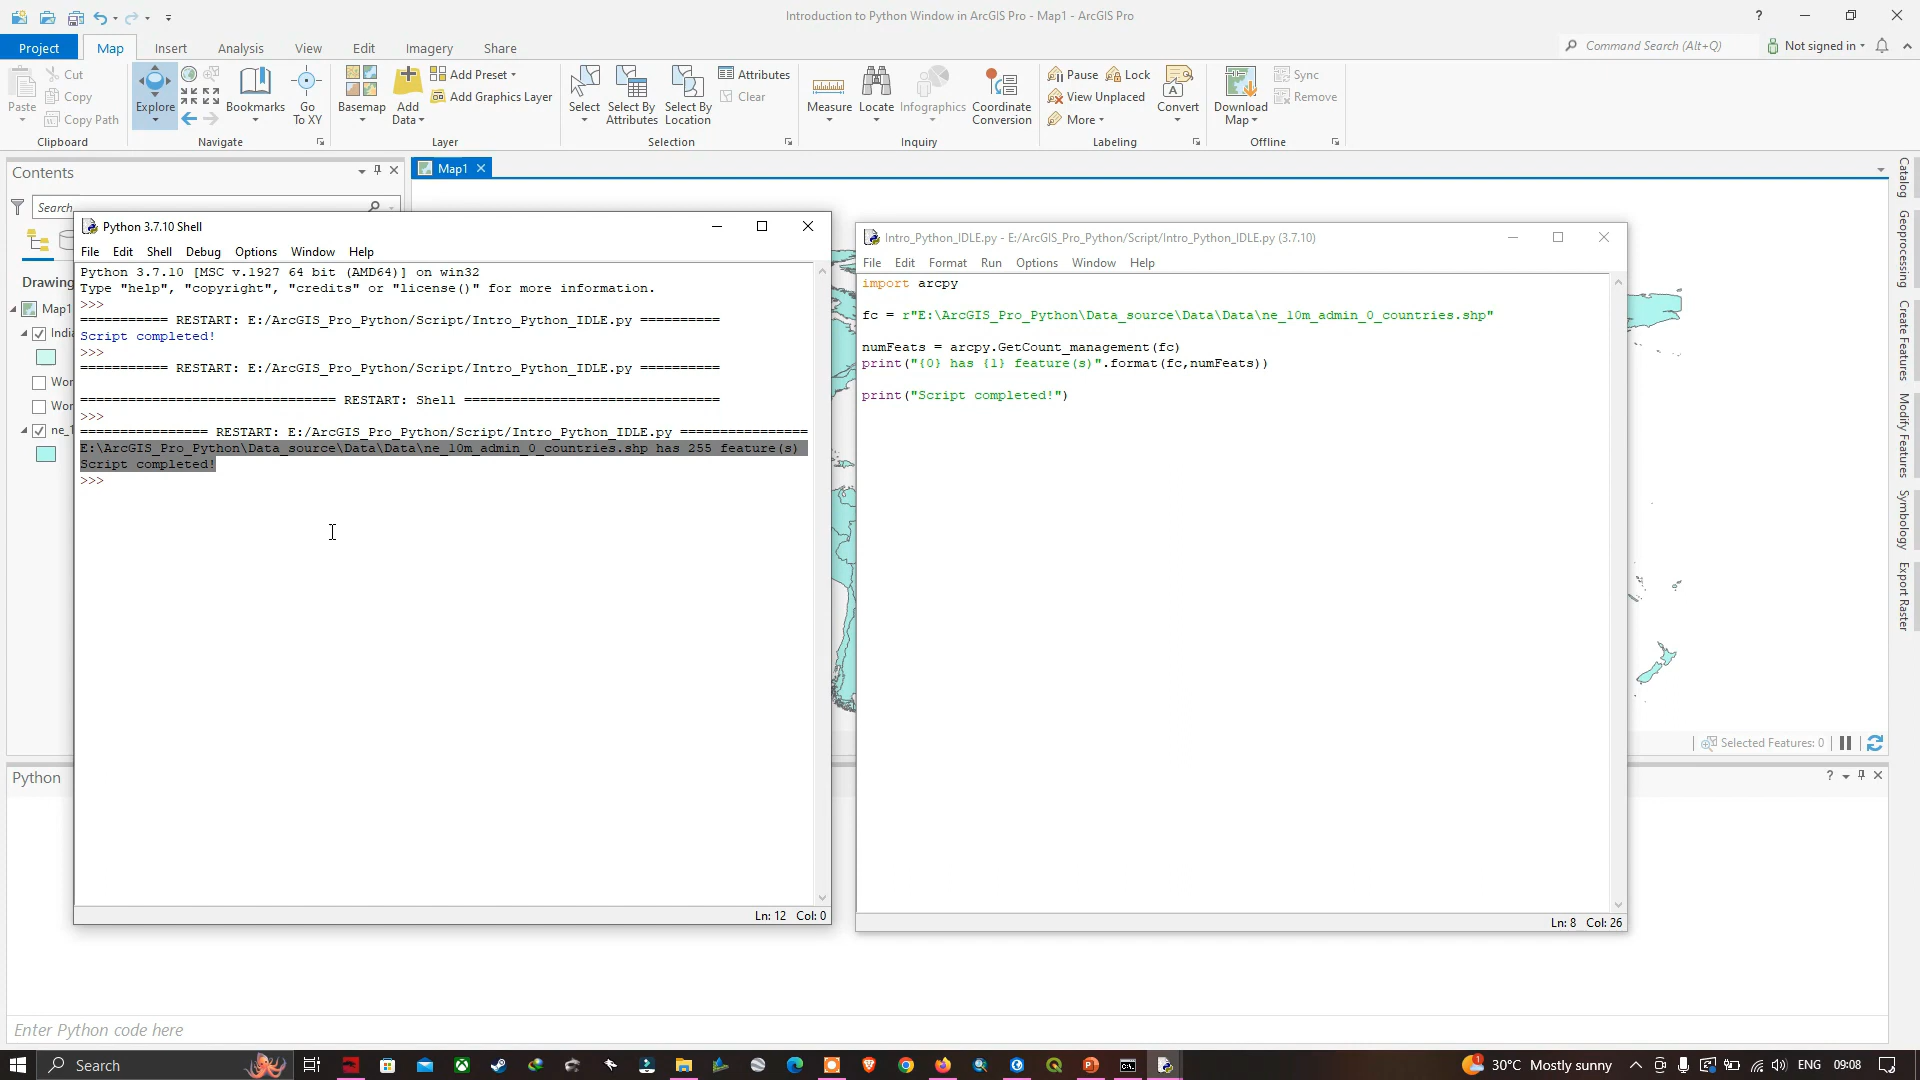 Introduction to Python Window in ArcGIS Pro - Map1 - ArcGIS Pro
?
Project Map Insert Analysis View Edit Imagery Share
Command Search (Alt+Q)
Not signed in
Paste
Cut
Copy
Copy Path
Clipboard
Explore
Bookmarks
Go To XY
Navigate
Basemap
Add Data
Add Preset
Add Graphics Layer
Layer
Select
Select By Attributes
Select By Location
Attributes
Clear
Selection
Measure
Locate
Infographics
Coordinate Conversion
Inquiry
Pause
Lock
View Unplaced
More
Convert
Labeling
Download Map
Sync
Remove
Offline
Contents
Search
Drawing
Map1
India
Wor
Wor
ne_1
Map1
Python 3.7.10 Shell
File Edit Shell Debug Options Window Help
Python 3.7.10 [MSC v.1927 64 bit (AMD64)] on win32
Type "help", "copyright", "credits" or "license()" for more information.
>>>
=========== RESTART: E:/ArcGIS_Pro_Python/Script/Intro_Python_IDLE.py ==========
Script completed!
>>>
=========== RESTART: E:/ArcGIS_Pro_Python/Script/Intro_Python_IDLE.py ==========
================================ RESTART: Shell ================================
>>>
================ RESTART: E:/ArcGIS_Pro_Python/Script/Intro_Python_IDLE.py ================
E:\ArcGIS_Pro_Python\Data_source\Data\Data\ne_10m_admin_0_countries.shp has 255 feature(s)
Script completed!
>>>
Ln: 12 Col: 0
Intro_Python_IDLE.py - E:/ArcGIS_Pro_Python/Script/Intro_Python_IDLE.py (3.7.10)
File Edit Format Run Options Window Help
import arcpy
fc = r"E:\ArcGIS_Pro_Python\Data_source\Data\Data\ne_10m_admin_0_countries.shp"
numFeats = arcpy.GetCount_management(fc)
print("{0} has {1} feature(s)".format(fc,numFeats))
print("Script completed!")
Ln: 8 Col: 26
Catalog
Geoprocessing
Create Features
Modify Features
Symbology
Export Raster
Selected Features: 0
Python
?
Enter Python code here
Search
1
30°C Mostly sunny
ENG
09:08